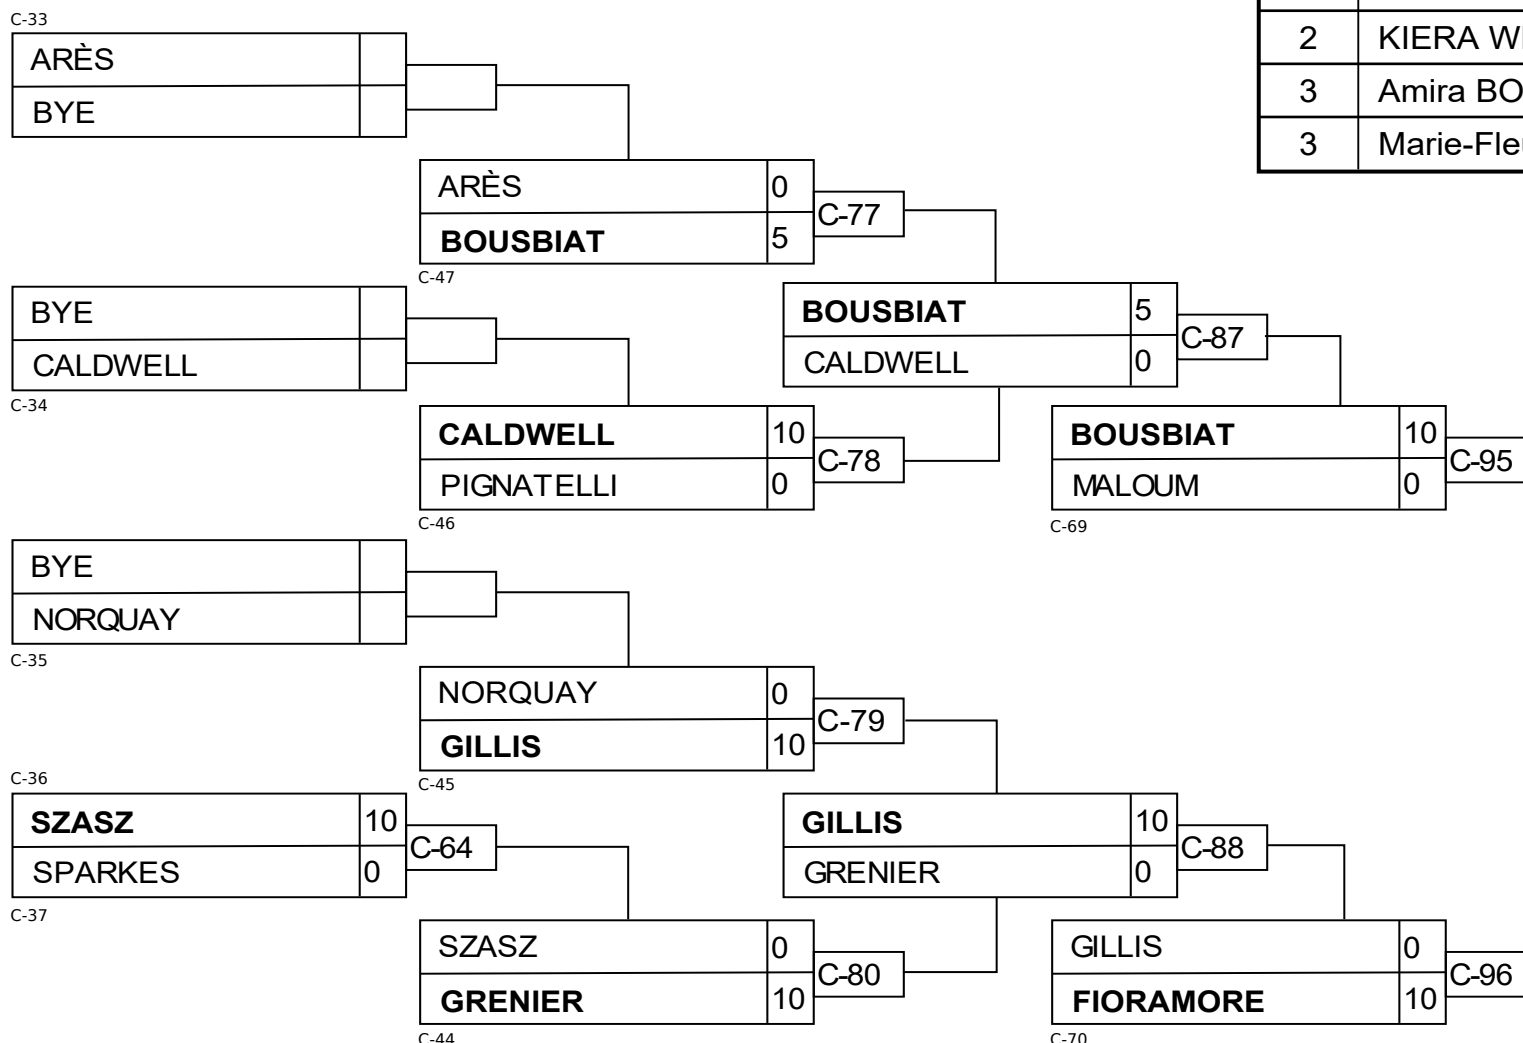 C-33
ARÈS
BYE
2 KIERA
3 Amira
3
ARÈS 0
C-77
BOUSBIAT 5
C-47
BYE
CALDWELL
C-34
BOUSBIAT 5
C-87
CALDWELL 0
CALDWELL 10
C-78
PIGNATELLI 0
C-46
BOUSBIAT 10
C-95
MALOUM 0
C-69
BYE
NORQUAY
C-35
NORQUAY 0
C-79
GILLIS 10
C-45
C-36
SZASZ 10
C-64
SPARKES 0
C-37
GILLIS 10
C-88
GRENIER 0
SZASZ 0
C-80
GRENIER 10
C-44
GILLIS 0
C-96
FIORAMORE 10
C-70